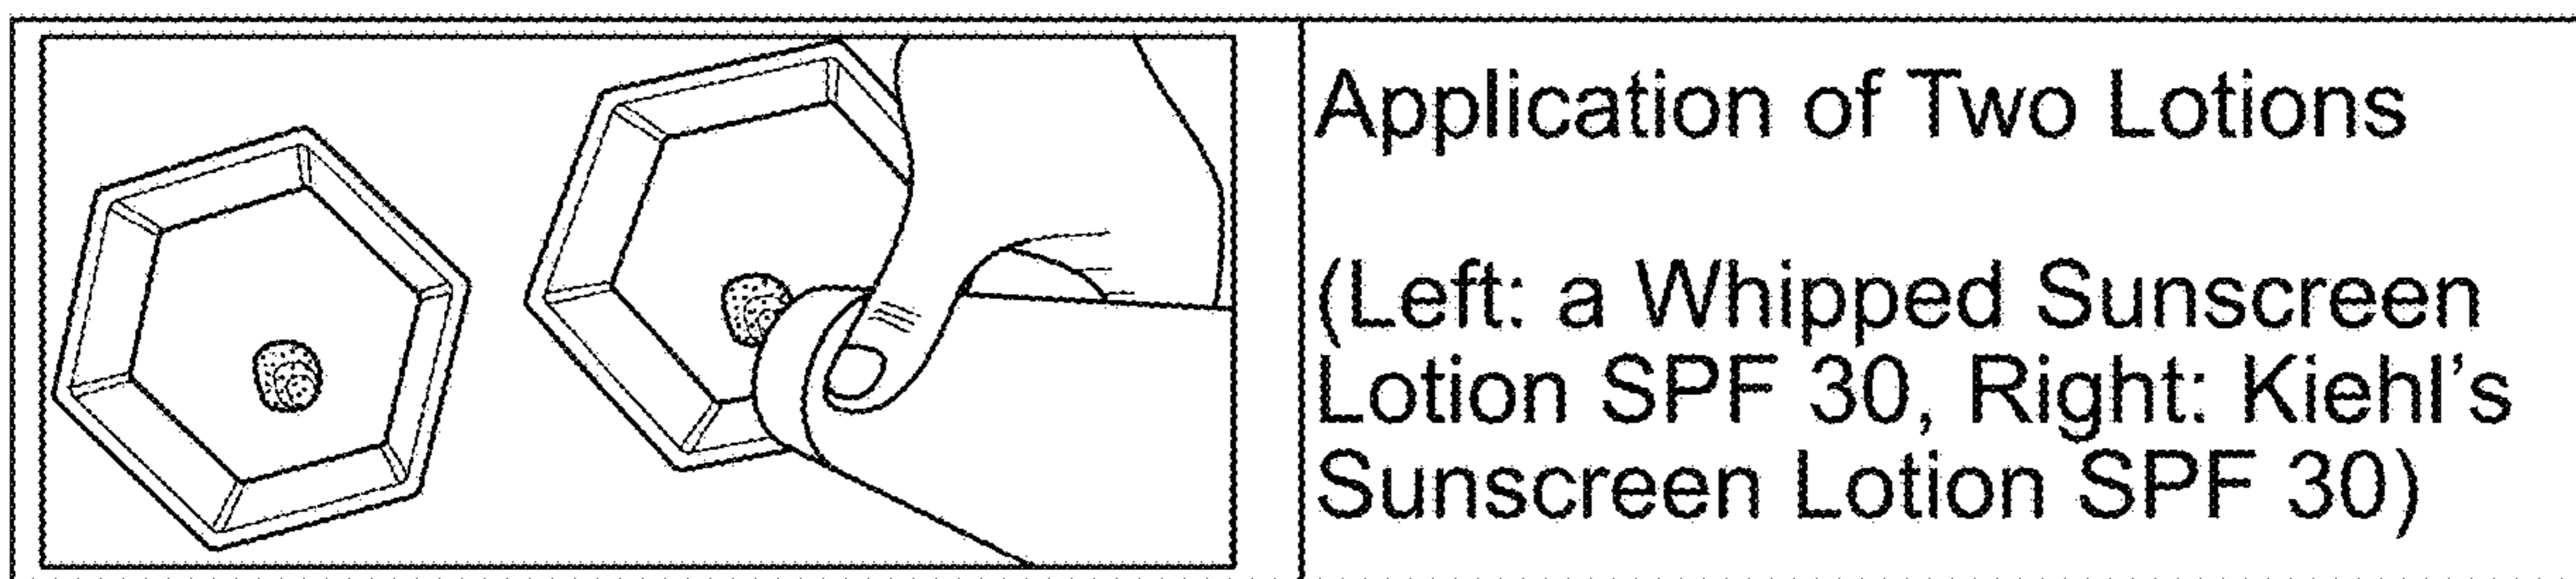 Application of Two Lotions
(Left: a Whipped Sunscreen
Lotion SPF 30, Right: Kiehl's
Sunscreen Lotion SPF 30)